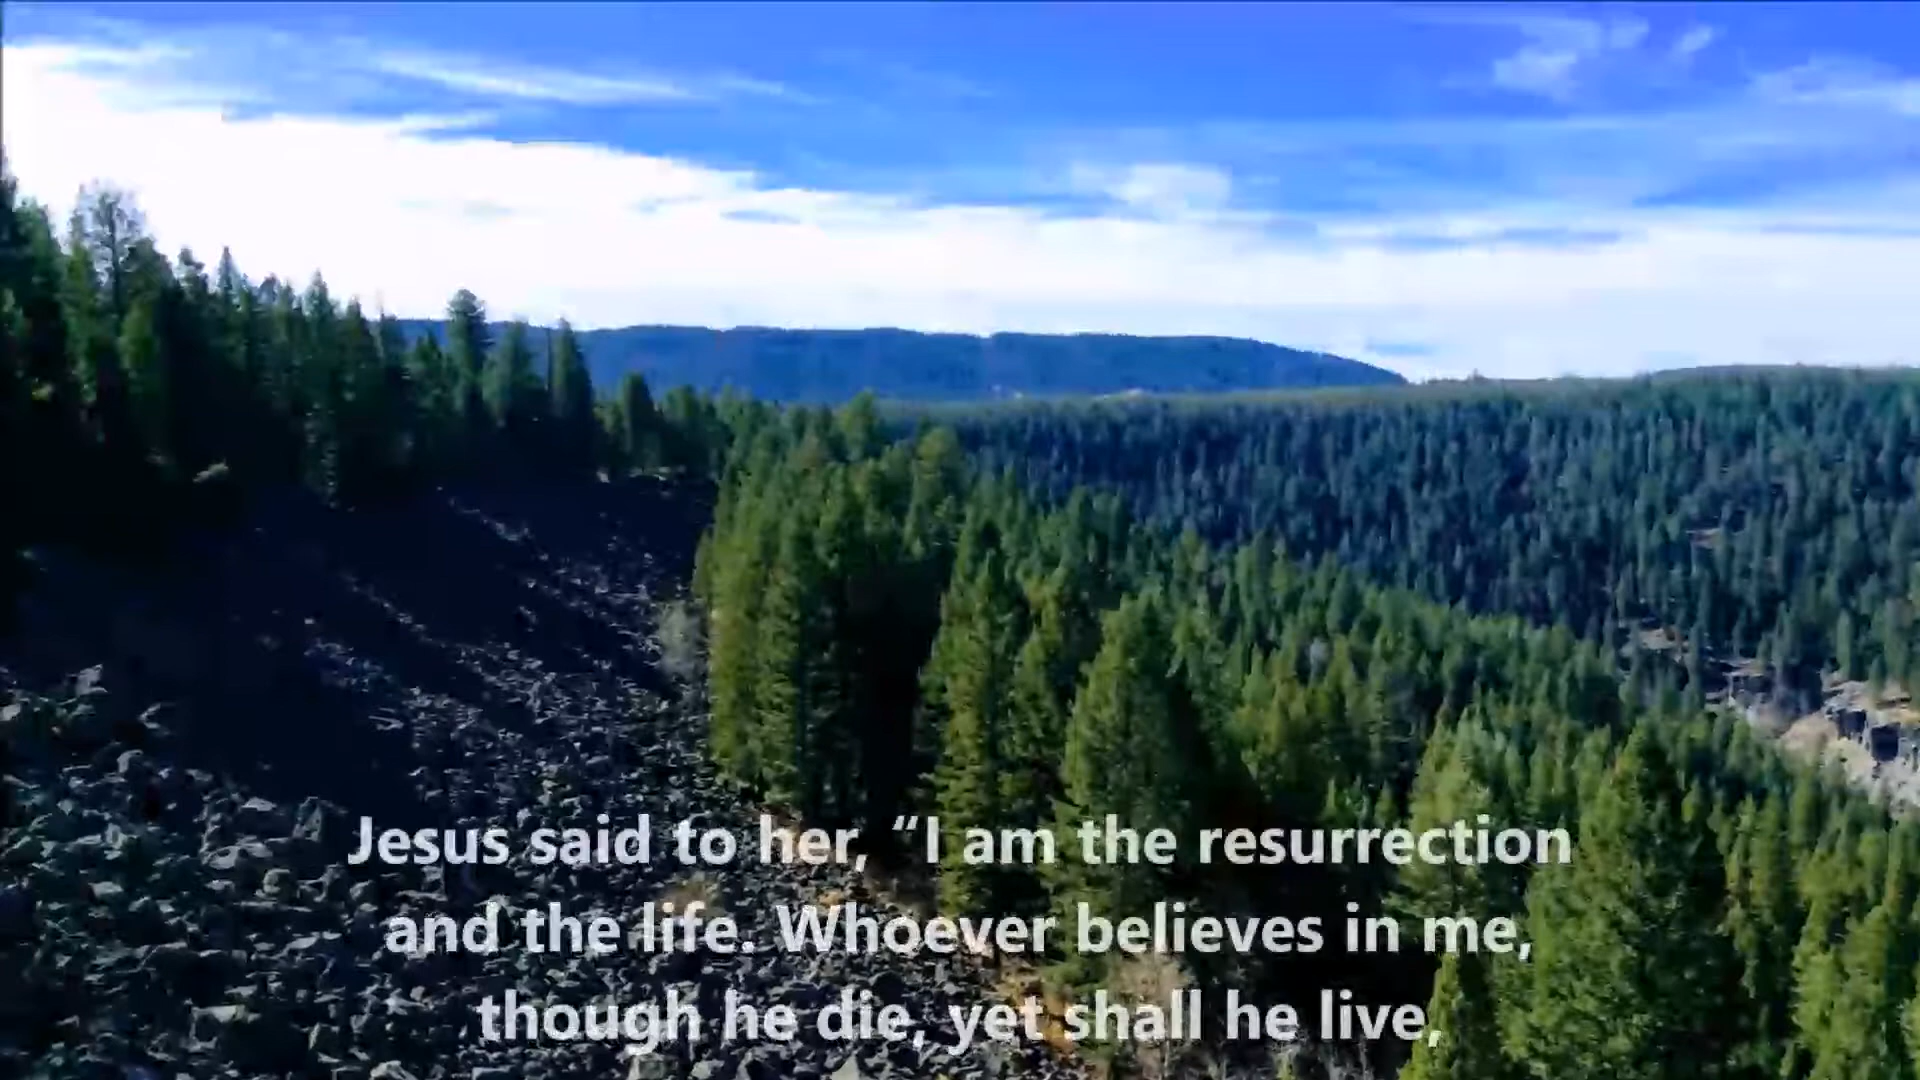 Jesus said to her, “I am the resurrection
and the life. Whoever believes in me,
though he die, yet shall he live,